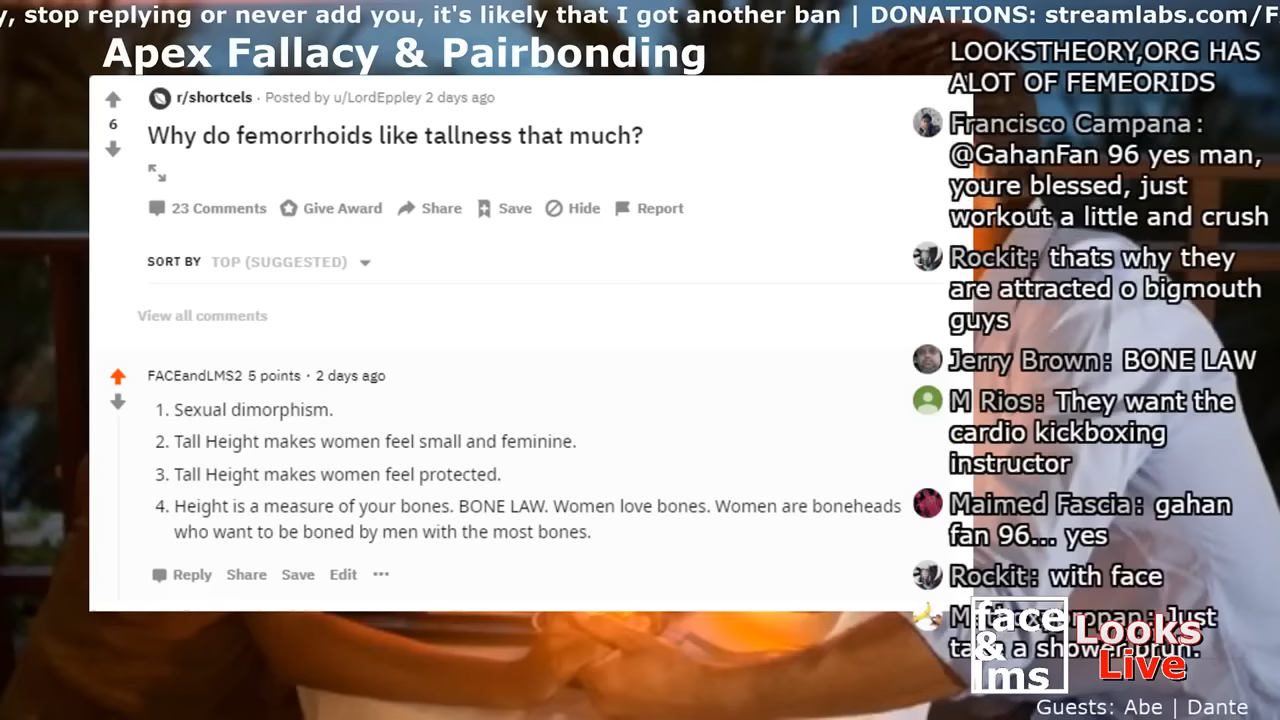 y, stop replying or never add you, it's likely that I got another ban | DONATIONS: streamlabs.com/F
Apex Fallacy & Pairbonding
r/shortcels · Posted by u/LordEppley 2 days ago
6
Why do femorrhoids like tallness that much?
23 Comments Give Award Share Save Hide Report
SORT BY TOP (SUGGESTED)
View all comments
FACEandLMS2 5 points · 2 days ago
1. Sexual dimorphism.
2. Tall Height makes women feel small and feminine.
3. Tall Height makes women feel protected.
4. Height is a measure of your bones. BONE LAW. Women love bones. Women are boneheads
who want to be boned by men with the most bones.
Reply Share Save Edit ···
LOOKSTHEORY,ORG HAS
ALOT OF FEMEORIDS
Francisco Campana:
@GahanFan 96 yes man,
youre blessed, just
workout a little and crush
Rockit: thats why they
are attracted o bigmouth
guys
Jerry Brown: BONE LAW
M Rios: They want the
cardio kickboxing
instructor
Maimed Fascia: gahan
fan 96... yes
Rockit: with face
Just
a shower
face
&
lms
Looks
Live
Guests: Abe | Dante